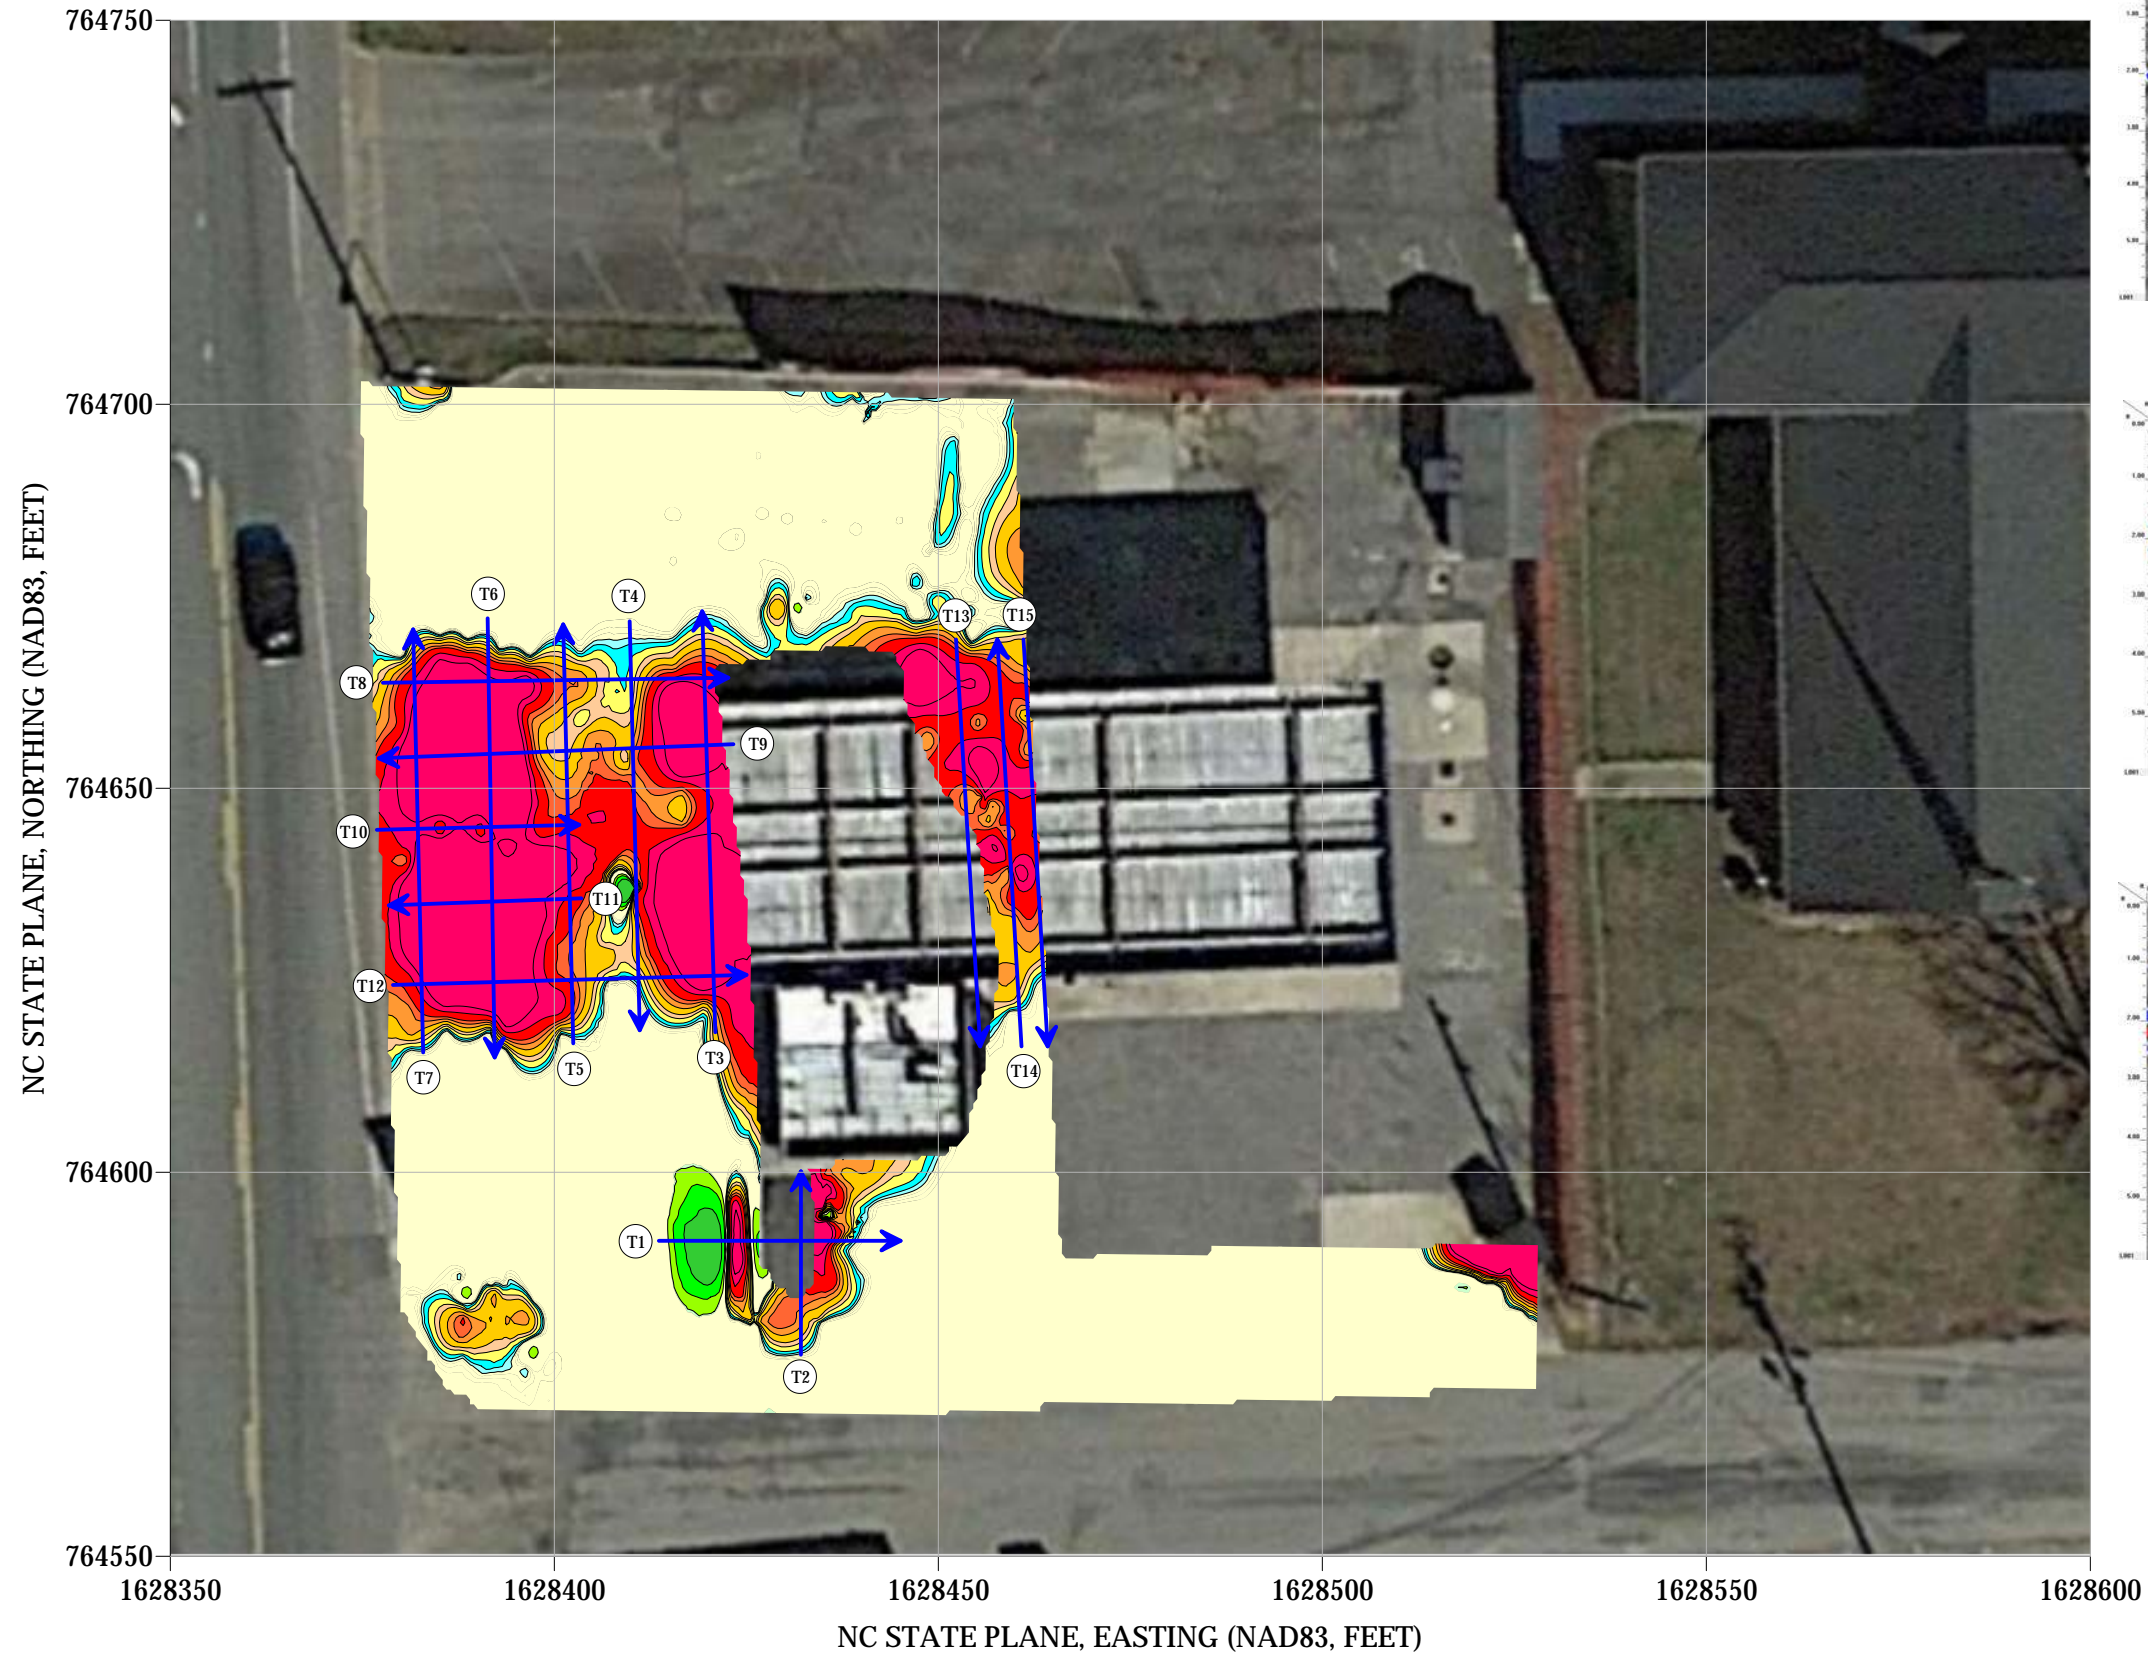 764750
764700
764650
764600
764550
1628350
1628400
1628450
1628500
1628550
1628600
NC STATE PLANE, NORTHING (NAD83, FEET)
NC STATE PLANE, EASTING (NAD83, FEET)
T6
T4
T13
T15
T8
T9
T10
T11
T12
T7
T5
T3
T14
T1
T2